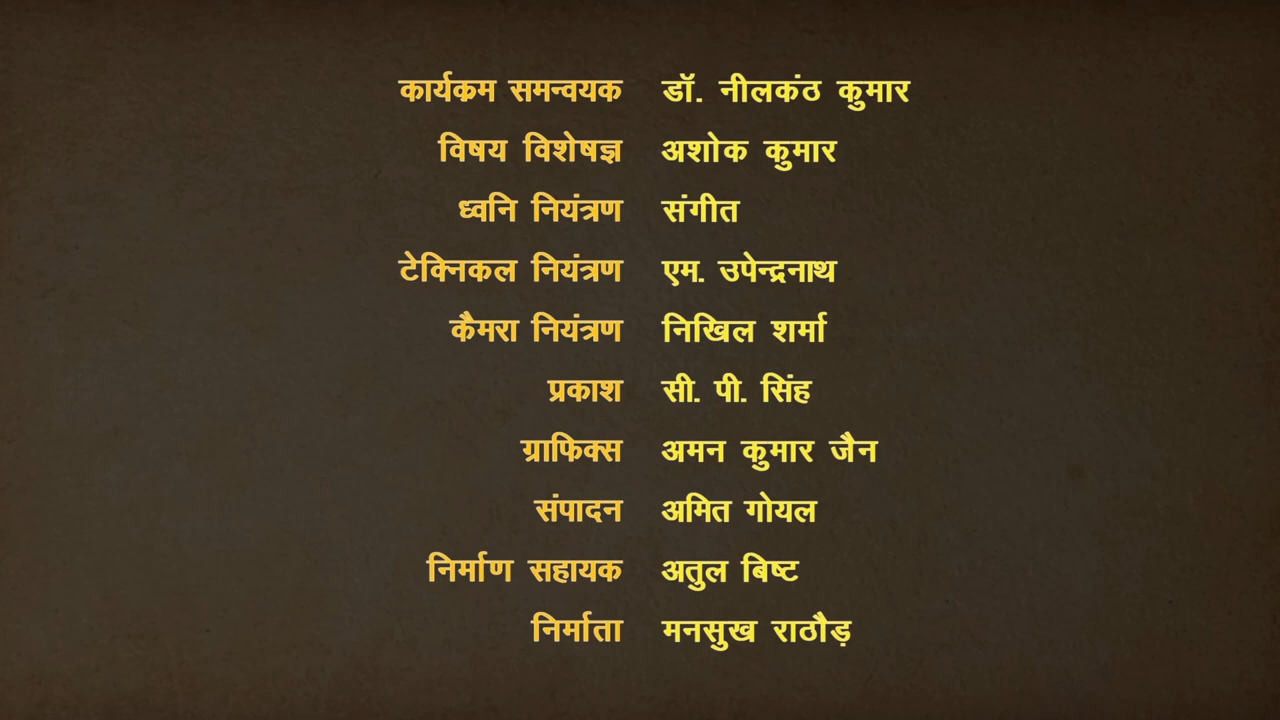 कार्यक्रम समन्वयक डॉ. नीलकंठ कुमार
विषय विशेषज्ञ अशोक कुमार
ध्वनि नियंत्रण संगीत
टेक्निकल नियंत्रण एम. उपेन्द्रनाथ
कैमरा नियंत्रण निखिल शर्मा
प्रकाश सी. पी. सिंह
ग्राफिक्स अमन कुमार जैन
संपादन अमित गोयल
निर्माण सहायक अतुल बिष्ट
निर्माता मनसुख राठौड़